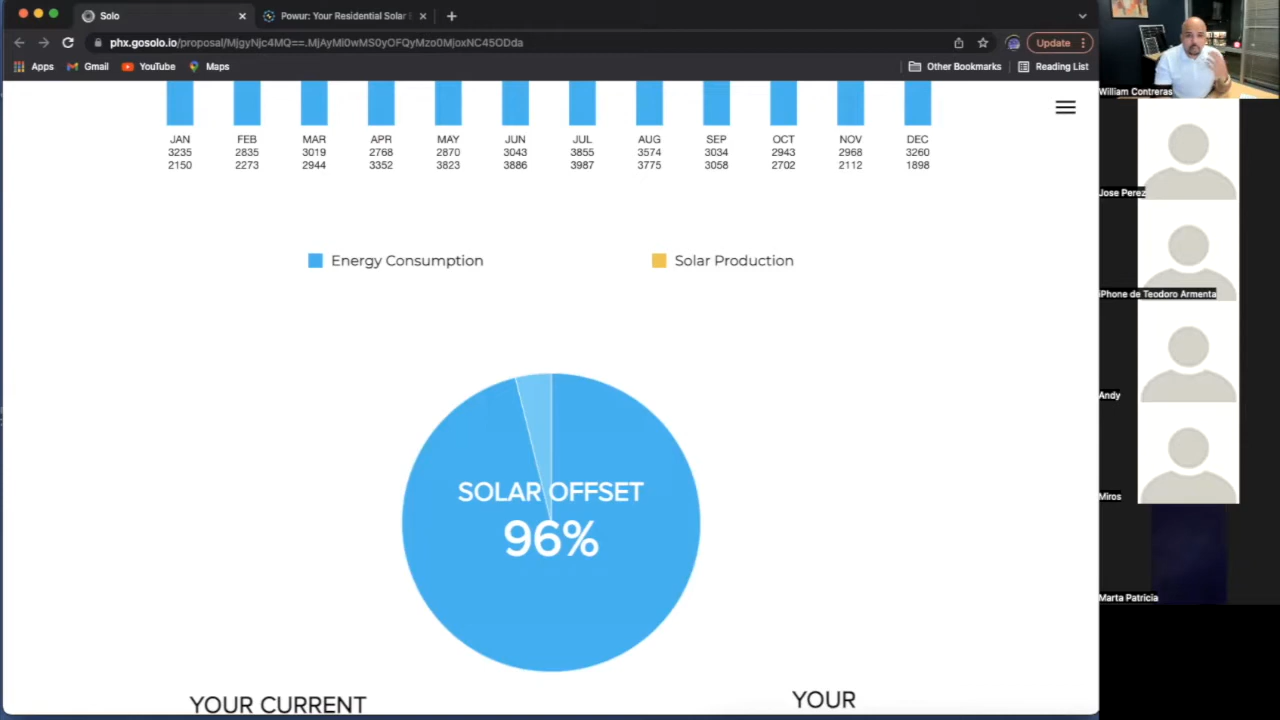 Solo
Powur: Your Residential Solar
phx.gosolo.io/proposal/MjgyNjc4MQ==.MjAyMi0wMS0yOFQyMzo0MjoxNC45ODda
Update
Apps
Gmail
YouTube
Maps
Other Bookmarks
Reading List
JAN FEB MAR APR MAY JUN JUL AUG SEP OCT NOV DEC
3235 2835 3019 2768 2870 3043 3855 3574 3034 2943 2968 3260
2150 2273 2944 3352 3823 3886 3987 3775 3058 2702 2112 1898
Energy Consumption
Solar Production
SOLAR OFFSET
96%
YOUR CURRENT
YOUR
William Contreras
Jose Perez
iPhone de Teodoro Armenta
Andy
Miros
Marta Patricia